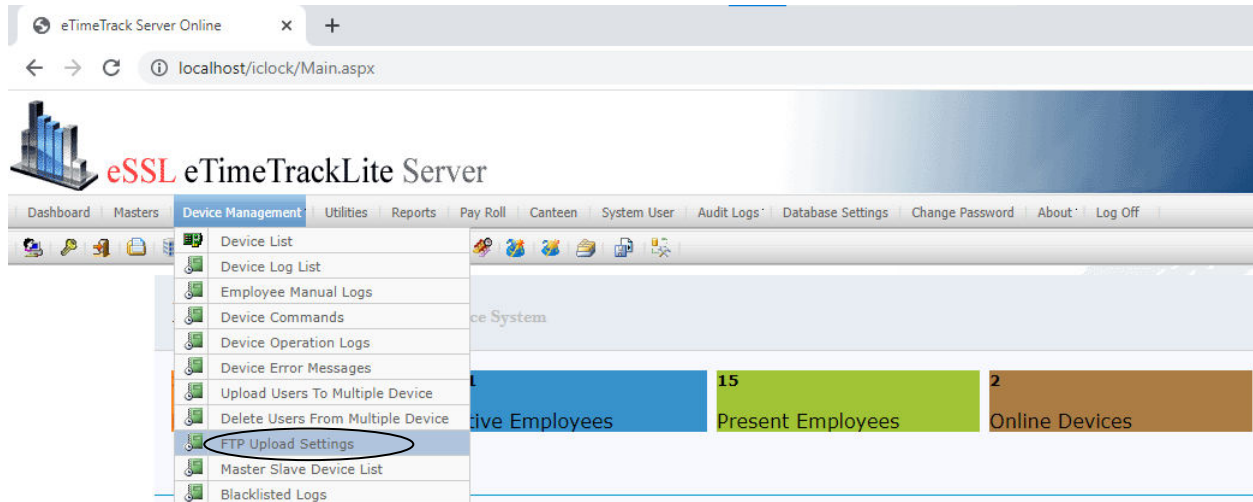 eTimeTrack Server Online
localhost/iclock/Main.aspx
eSSL eTimeTrackLite Server
Dashboard Masters Device Management Utilities Reports Pay Roll Canteen System User Audit Logs Database Settings Change Password About Log Off
Device List
Device Log List
Employee Manual Logs
Device Commands
ce System
Device Operation Logs
Device Error Messages
15 2
Upload Users To Multiple Device
Delete Users From Multiple Device
tive Employees Present Employees Online Devices
FTP Upload Settings
Master Slave Device List
Blacklisted Logs